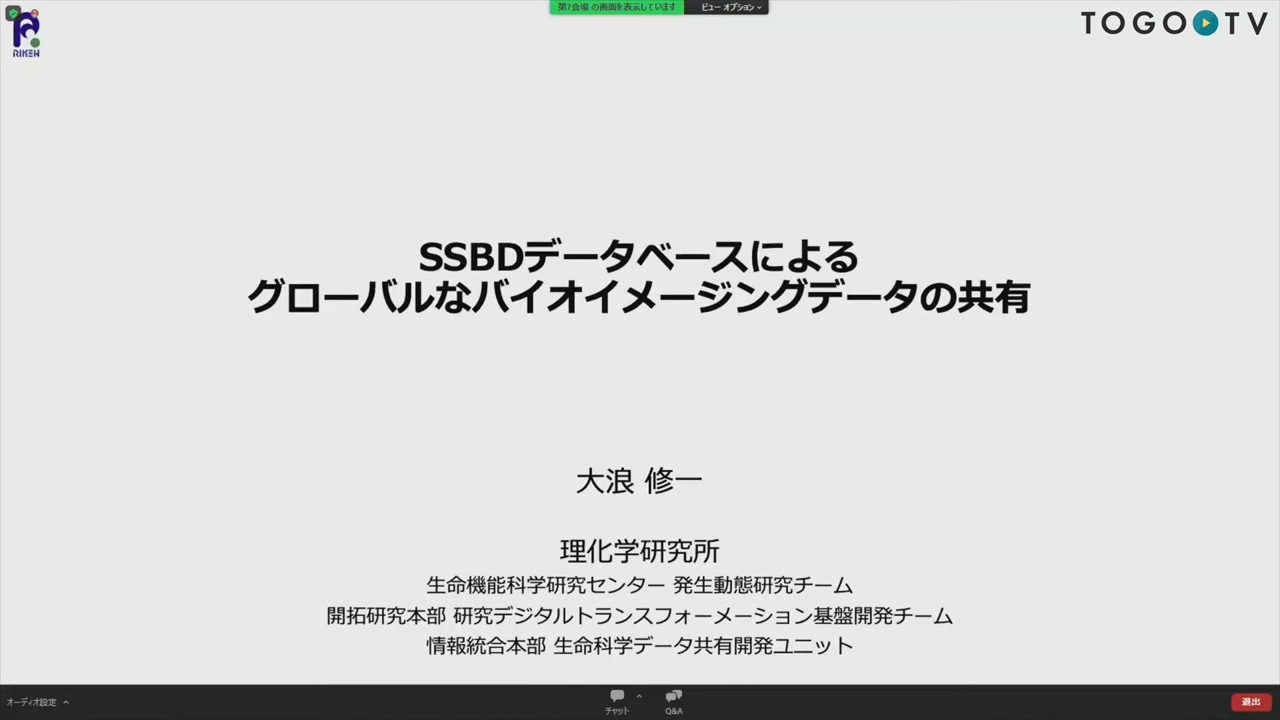 第7会場 の画面を表示しています
ビュー オプション
RIKEN
TOGO TV
SSBDデータベースによる
グローバルなバイオイメージングデータの共有
大浪 修一
理化学研究所
生命機能科学研究センター 発生動態研究チーム
開拓研究本部 研究デジタルトランスフォーメーション基盤開発チーム
情報統合本部 生命科学データ共有開発ユニット
オーディオ設定
チャット
Q&A
退出